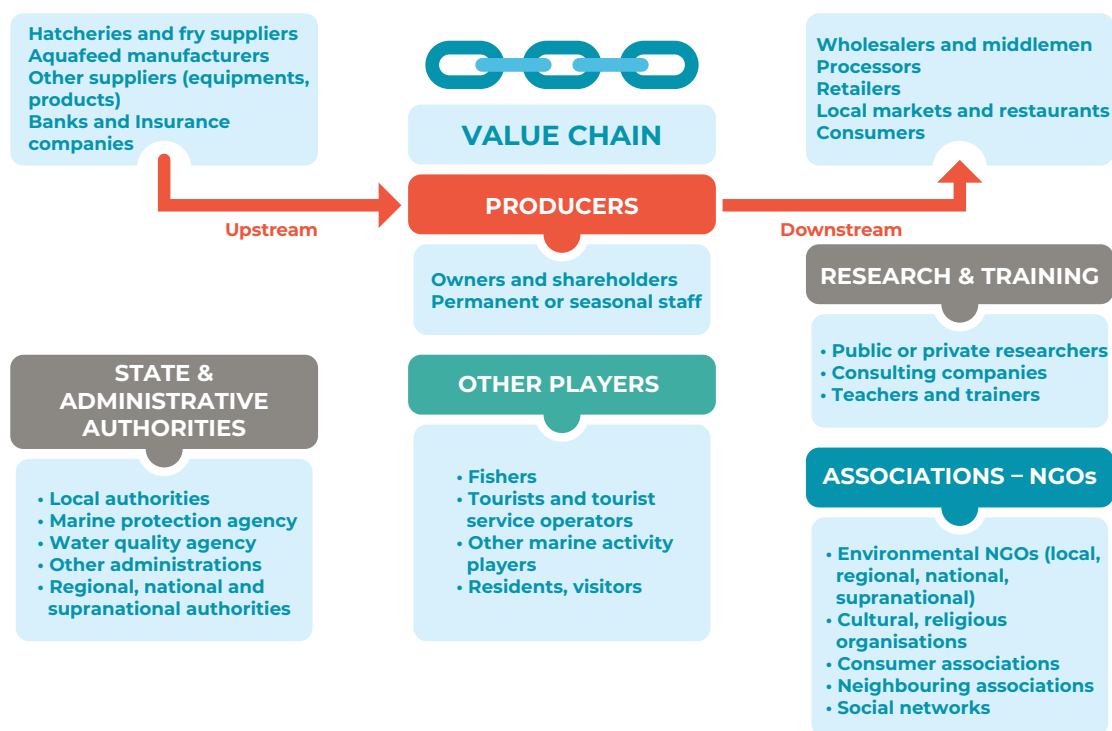 Hatcheries and fry suppliers
Aquafeed manufacturers
Other suppliers (equipments,
products)
Banks and Insurance
companies
VALUE CHAIN
Wholesalers and middlemen
Processors
Retailers
Local markets and restaurants
Consumers
Upstream
PRODUCERS
Downstream
Owners and shareholders
Permanent or seasonal staff
RESEARCH & TRAINING
• Public or private researchers
• Consulting companies
• Teachers and trainers
STATE &
ADMINISTRATIVE
AUTHORITIES
• Local authorities
• Marine protection agency
• Water quality agency
• Other administrations
• Regional, national and
supranational authorities
OTHER PLAYERS
• Fishers
• Tourists and tourist
service operators
• Other marine activity
players
• Residents, visitors
ASSOCIATIONS – NGOs
• Environmental NGOs (local,
regional, national,
supranational)
• Cultural, religious
organisations
• Consumer associations
• Neighbouring associations
• Social networks